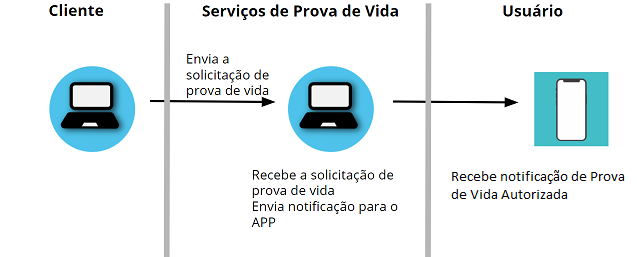 Cliente
Serviços de Prova de Vida
Usuário
Envia a
solicitação de
prova de vida
Recebe a solicitação de
prova de vida
Envia notificação para o
APP
Recebe notificação de Prova
de Vida Autorizada